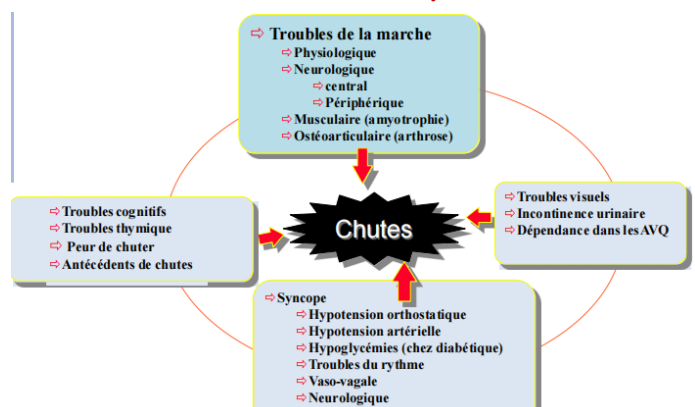 ⇨ Troubles de la marche
⇨Physiologique
⇨Neurologique
⇨central
⇨Périphérique
⇨Musculaire (amyotrophie)
⇨Ostéoarticulaire (arthrose)
⇨Troubles cognitifs
⇨Troubles thymique
⇨ Peur de chuter
⇨Antécédents de chutes
Chutes
⇨Troubles visuels
⇨Incontinence urinaire
⇨Dépendance dans les AVQ
⇨Syncope
⇨Hypotension orthostatique
⇨Hypotension artérielle
⇨Hypoglycémies (chez diabétique)
⇨Troubles du rythme
⇨Vaso-vagale
⇨Neurologique